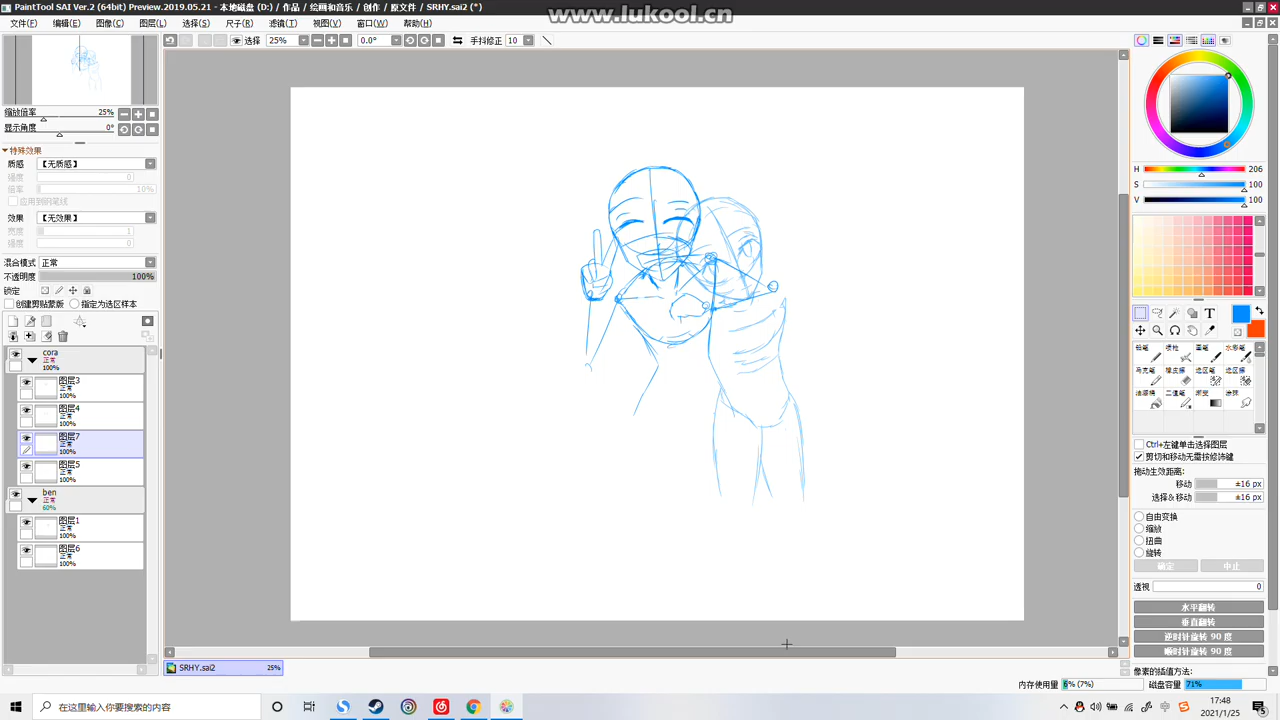 PaintTool SAI Ver.2 (64bit) Preview.2019.05.21 - 本地磁盘 (D:) / 作品 / 绘画和音乐 / 创作 / 原文件 / SRHY.sai2 (*)
www.lukool.cn
文件(F) 编辑(E) 图像(C) 图层(L) 选择(S) 尺子(R) 滤镜(T) 视图(V) 窗口(W) 帮助(H)
选择 25% 0.0° 手抖修正 10
缩放倍率 25%
显示角度 0°
特殊效果
质感 【无质感】
强度 0
倍率 10%
应用到钢笔线
效果 【无效果】
宽度 1
强度 0
混合模式 正常
不透明度 100%
锁定
创建剪贴蒙版 指定为选区样本
cora
正常
100%
图层3
正常
100%
图层4
正常
100%
图层7
正常
100%
图层5
正常
100%
ben
正常
60%
图层1
正常
100%
图层6
正常
100%
H 206
S 100
V 100
铅笔 喷枪 画笔 水彩笔
马克笔 橡皮擦 选区笔 选区擦
油漆桶 二值笔 渐变 涂抹
Ctrl+左键单击选择图层
剪切和移动无需按修饰键
拖动生效距离:
移动 ±16 px
选择&移动 ±16 px
自由变换
缩放
扭曲
旋转
确定 中止
透视 0
水平翻转
垂直翻转
逆时针旋转 90 度
顺时针旋转 90 度
像素的插值方法:
SRHY.sai2 25%
内存使用量 6% (7%) 磁盘容量 71%
在这里输入你要搜索的内容
中
17:48
2021/1/25
5